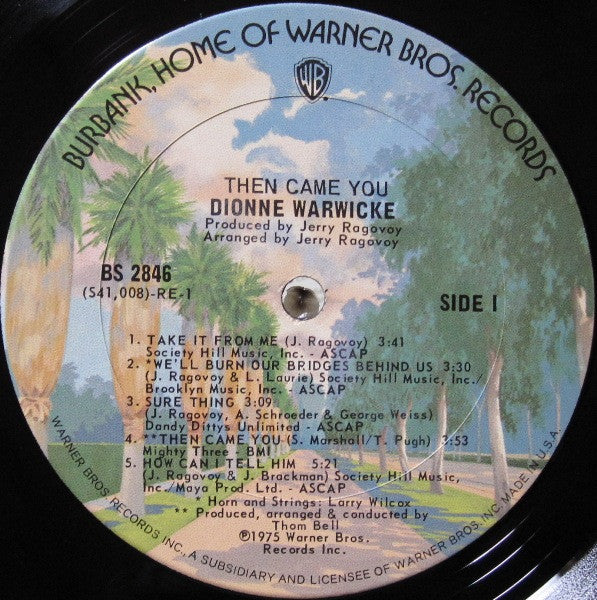 BURBANK, HOME OF WARNER BROS. RECORDS
WB
THEN CAME YOU
DIONNE WARWICKE
Produced by Jerry Ragovoy
Arranged by Jerry Ragovoy
BS 2846
(S41,008)-RE-1
SIDE 1
1. TAKE IT FROM ME (J. Ragovoy) 3:41
Society Hill Music, Inc. - ASCAP
2. *WE'LL BURN OUR BRIDGES BEHIND US 3:30
(J. Ragovoy & L. Laurie) Society Hill Music, Inc./
Brooklyn Music, Inc. - ASCAP
3. SURE THING 3:09
(J. Ragovoy, A. Schroeder & George Weiss)
Dandy Dittys Unlimited - ASCAP
4. **THEN CAME YOU (S. Marshall/T. Pugh) 3:53
Mighty Three - BMI
5. HOW CAN I TELL HIM 5:21
(J. Ragovoy & J. Brackman) Society Hill Music,
Inc./Maya Prod. Ltd. - ASCAP
* Horn and Strings: Larry Wilcox
** Produced, arranged & conducted by
Thom Bell
℗1975 Warner Bros.
Records Inc.
WARNER BROS. RECORDS INC., A SUBSIDIARY AND LICENSEE OF WARNER BROS. INC. MADE IN U.S.A.